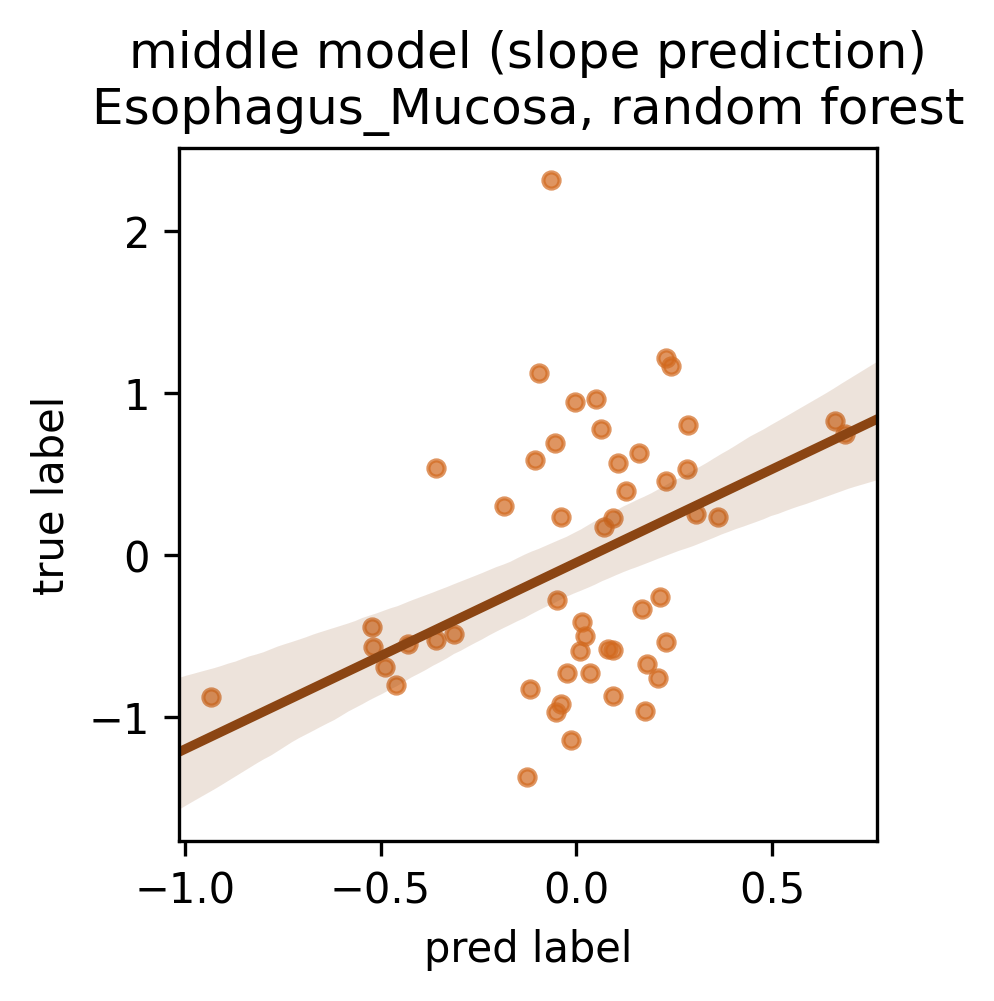 middle model (slope prediction)
Esophagus_Mucosa, random forest
2
1
0
−1
true label
−1.0
−0.5
0.0
0.5
pred label